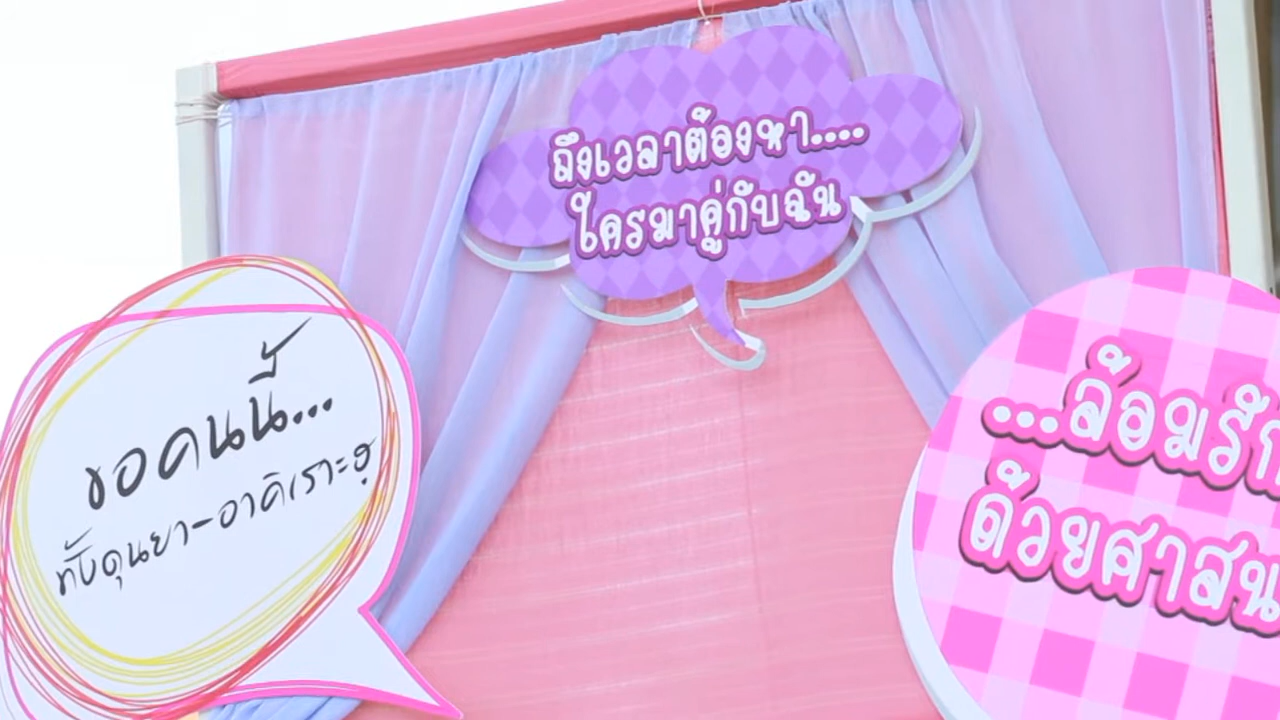 ถึงเวลาต้องหา....
ใครมาคู่กับฉัน
ขอคนนี้...
ทั้งดุนยา-อาคิเราะฮฺ
...ล้อมรัก
ด้วยศาสน